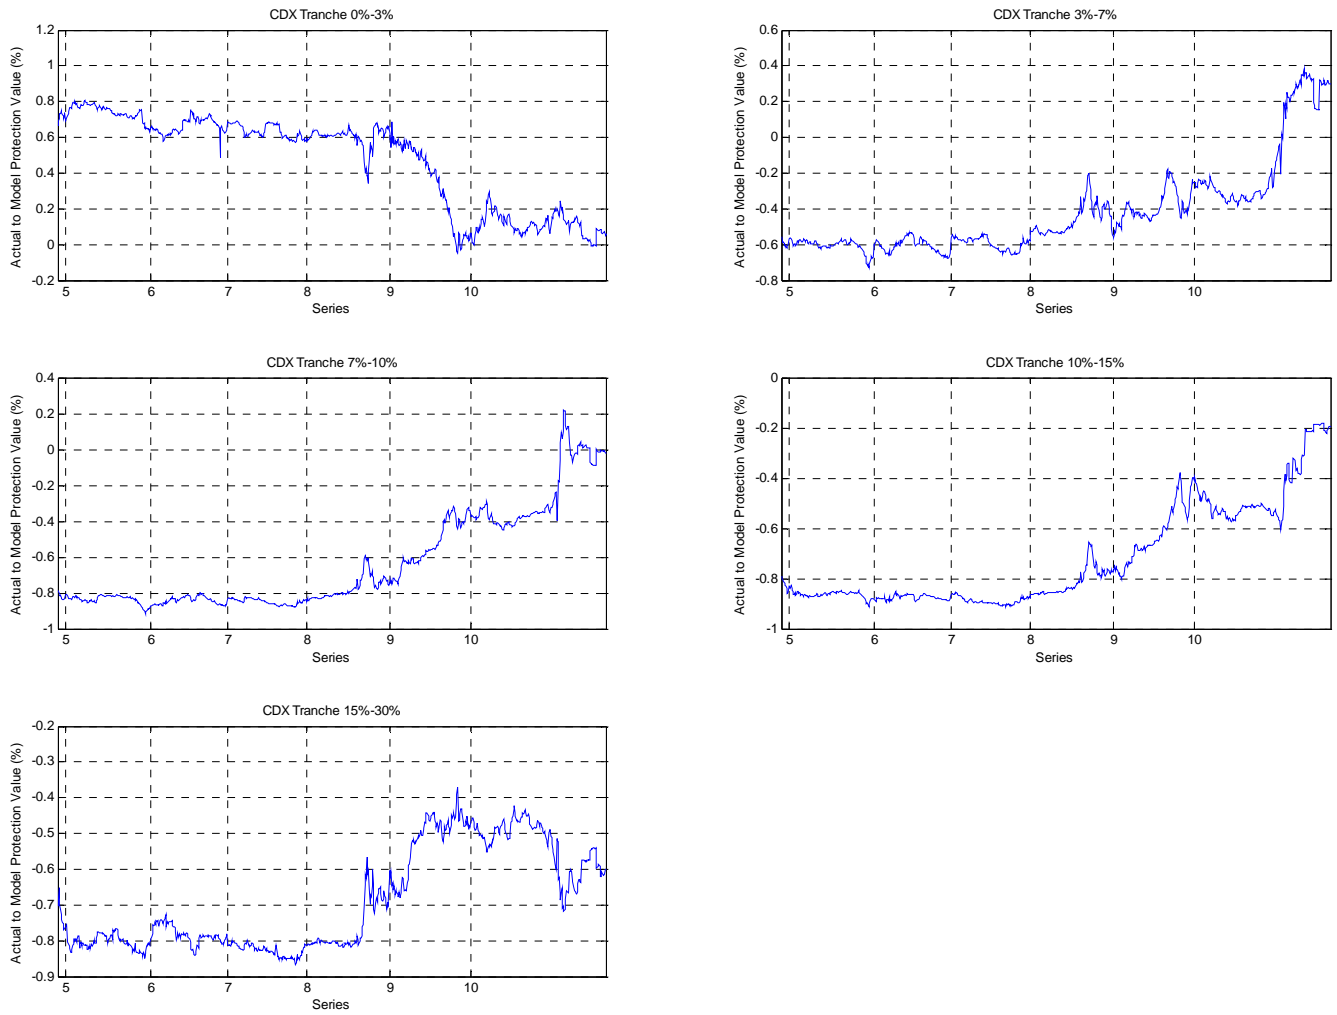 CDX Tranche 0%-3%
Actual to Model Protection Value (%)
1.2
1
0.8
0.6
0.4
0.2
0
-0.2
5 6 7 8 9 10
Series
CDX Tranche 3%-7%
Actual to Model Protection Value (%)
0.6
0.4
0.2
0
-0.2
-0.4
-0.6
-0.8
5 6 7 8 9 10
Series
CDX Tranche 7%-10%
Actual to Model Protection Value (%)
0.4
0.2
0
-0.2
-0.4
-0.6
-0.8
-1
5 6 7 8 9 10
Series
CDX Tranche 10%-15%
Actual to Model Protection Value (%)
0
-0.2
-0.4
-0.6
-0.8
-1
5 6 7 8 9 10
Series
CDX Tranche 15%-30%
Actual to Model Protection Value (%)
-0.2
-0.3
-0.4
-0.5
-0.6
-0.7
-0.8
-0.9
5 6 7 8 9 10
Series